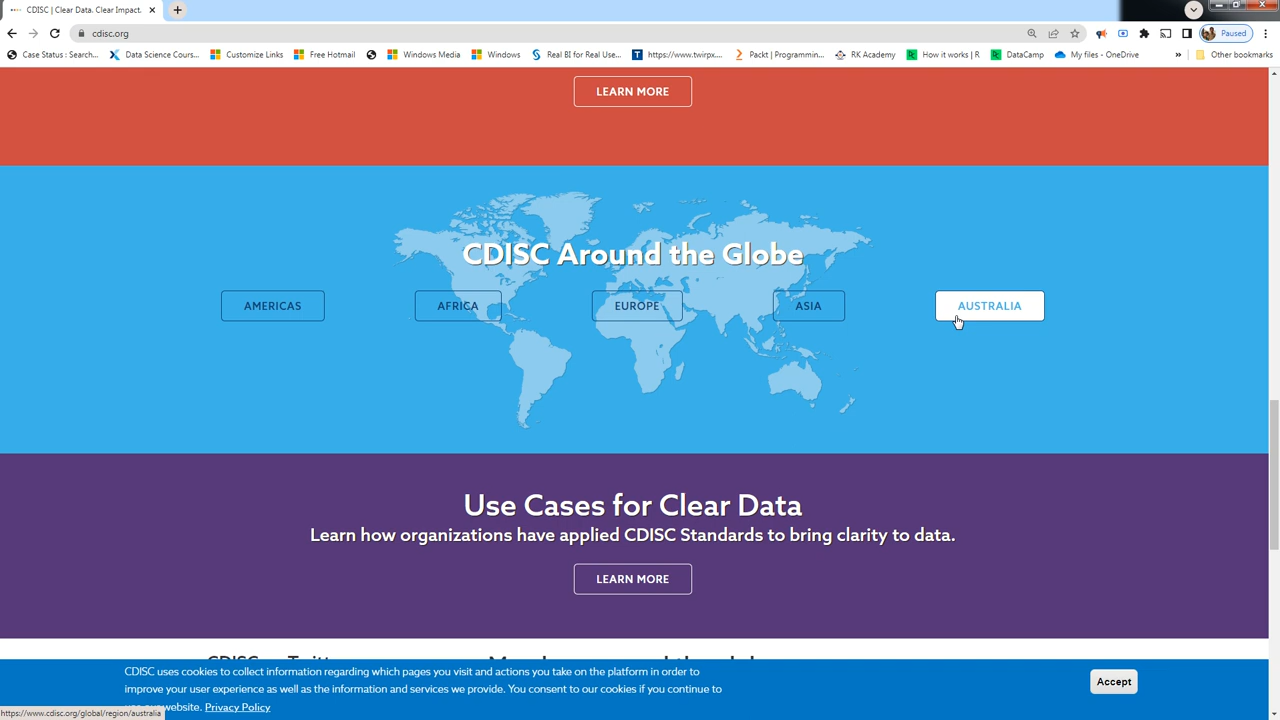 CDISC | Clear Data. Clear Impact.
cdisc.org
Paused
Case Status : Search...
Data Science Cours...
Customize Links
Free Hotmail
Windows Media
Windows
Real BI for Real Use...
https://www.twirpx....
Packt | Programmin...
RK Academy
How it works | R
DataCamp
My files - OneDrive
»
Other bookmarks
LEARN MORE
CDISC Around the Globe
AMERICAS
AFRICA
EUROPE
ASIA
AUSTRALIA
Use Cases for Clear Data
Learn how organizations have applied CDISC Standards to bring clarity to data.
LEARN MORE
CDISC uses cookies to collect information regarding which pages you visit and actions you take on the platform in order to
improve your user experience as well as the information and services we provide. You consent to our cookies if you continue to
website. Privacy Policy
Accept
https://www.cdisc.org/global/region/australia